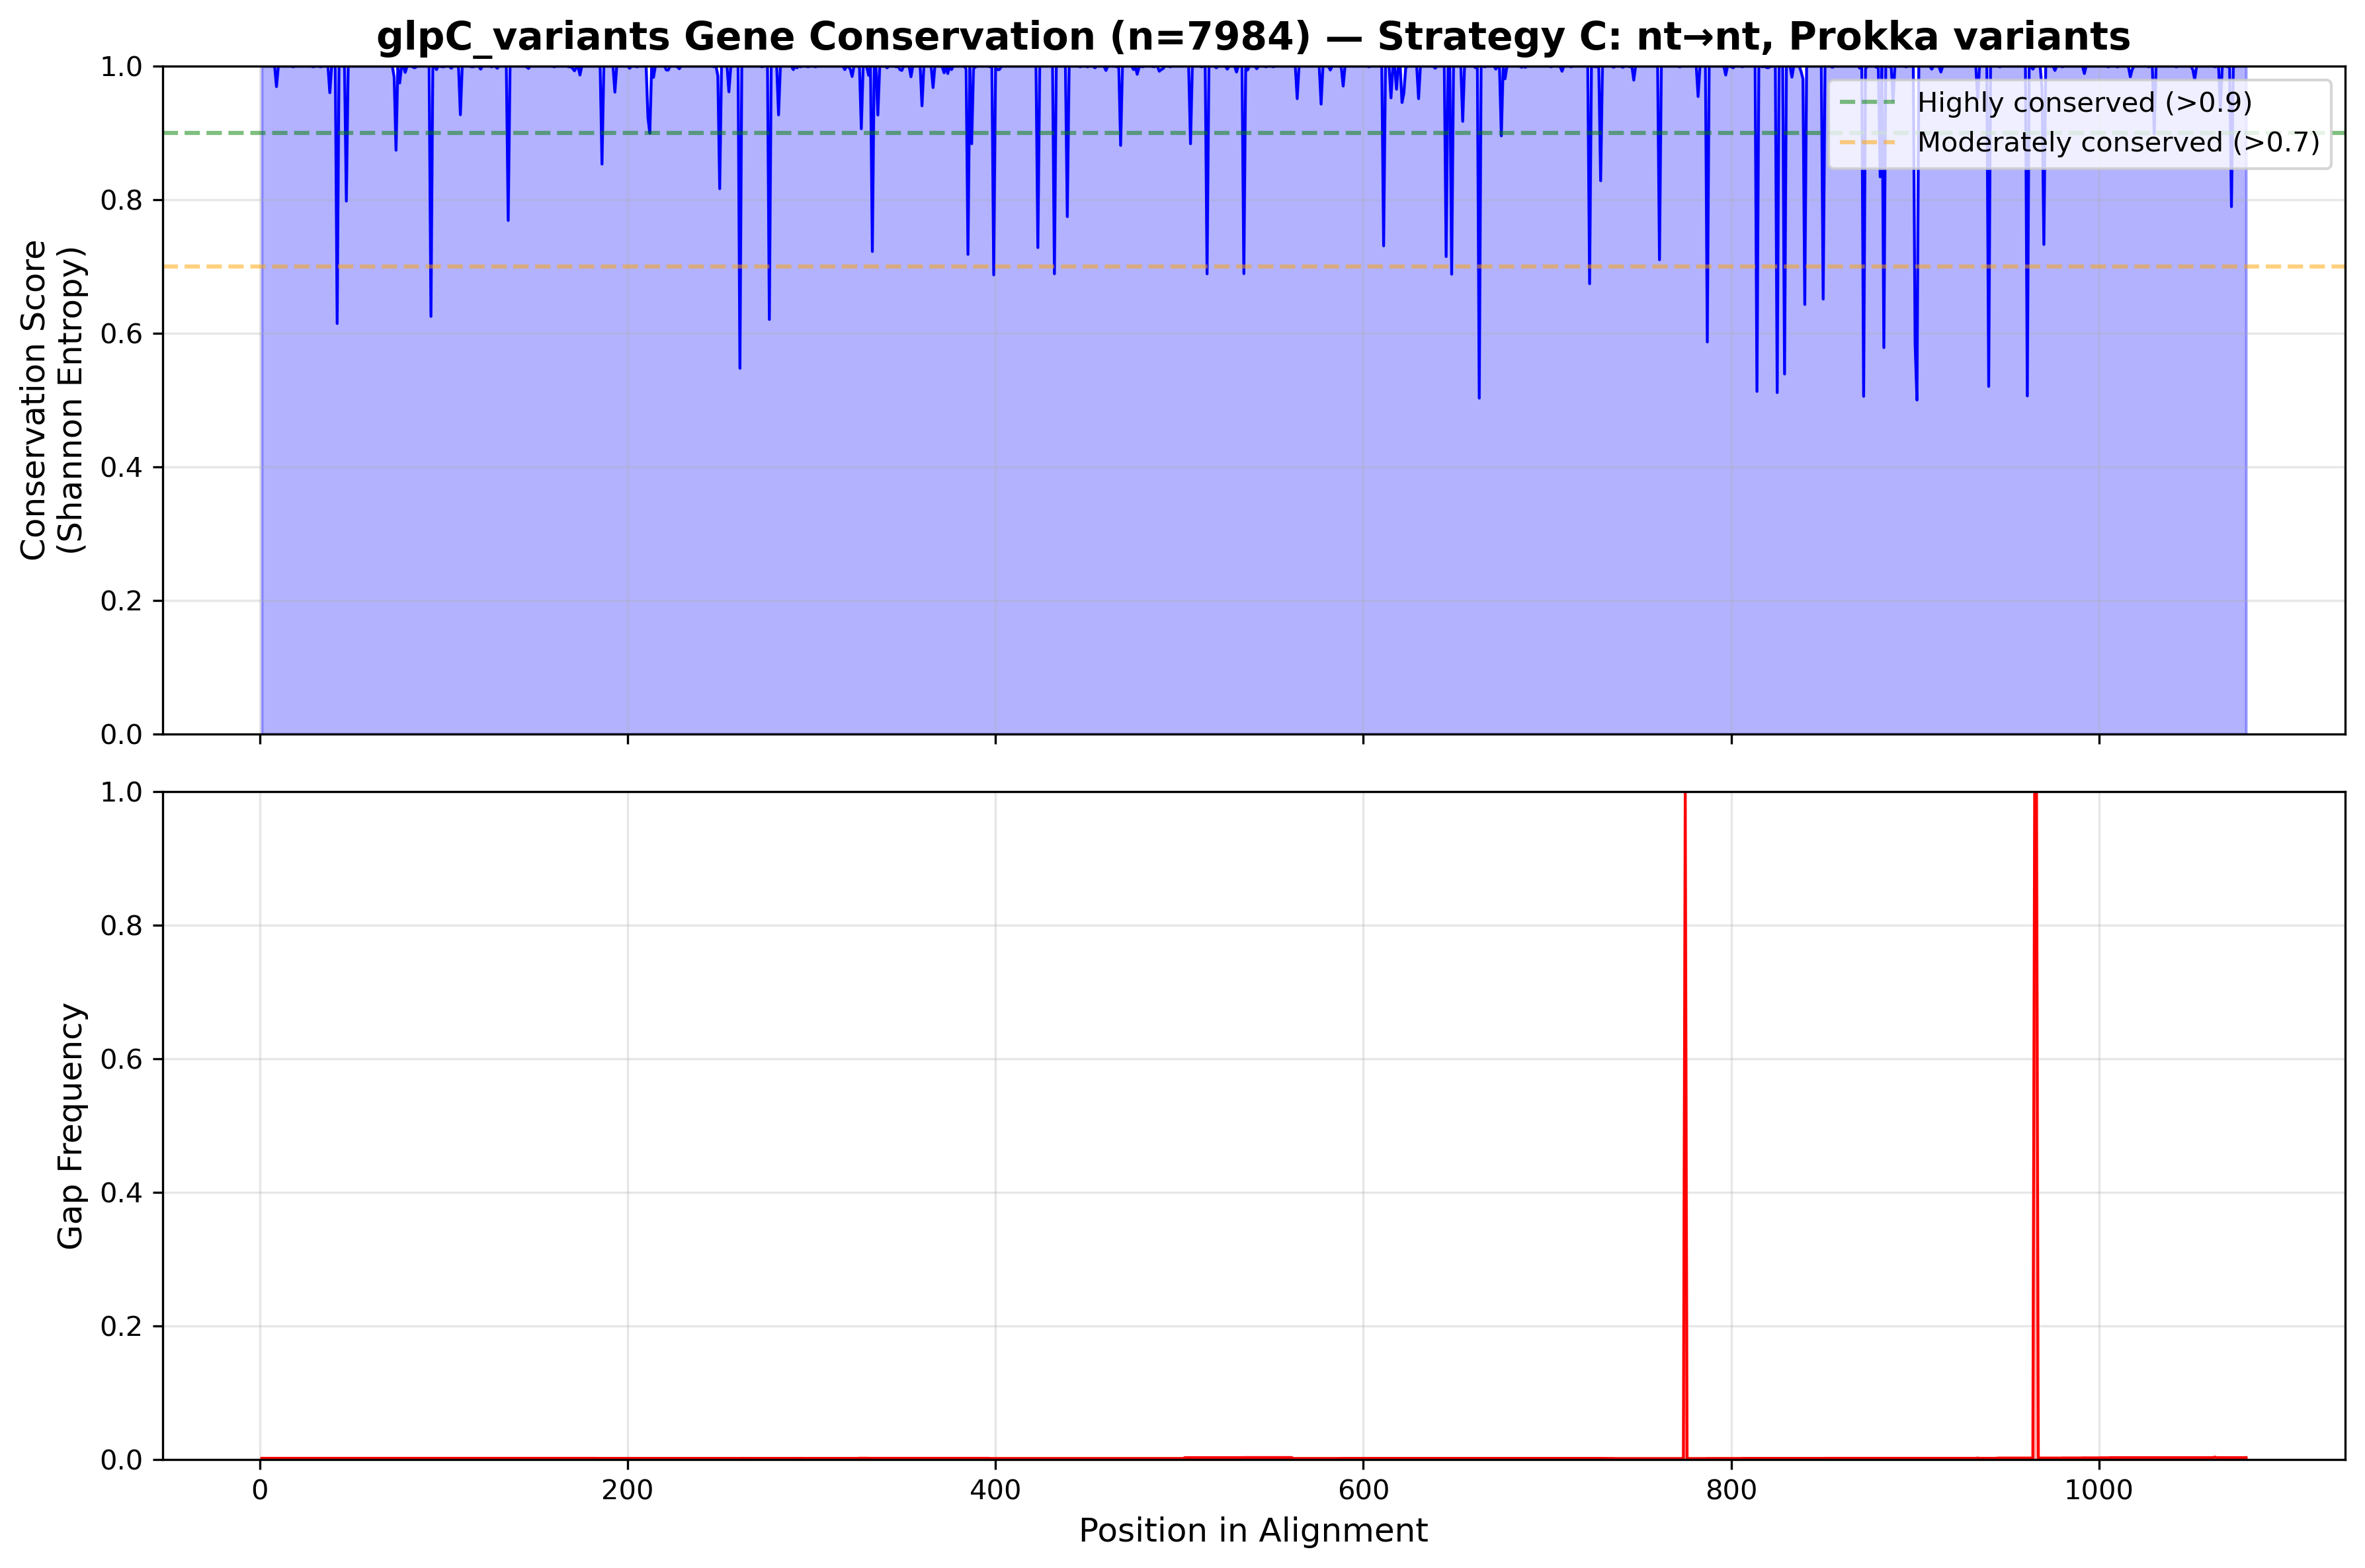 glpC_variants Gene Conservation (n=7984) — Strategy C: nt→nt, Prokka variants
1.0
0.8
0.6
0.4
0.2
0.0
Conservation Score
(Shannon Entropy)
Highly conserved (>0.9)
Moderately conserved (>0.7)
1.0
0.8
0.6
0.4
0.2
0.0
Gap Frequency
0 200 400 600 800 1000
Position in Alignment